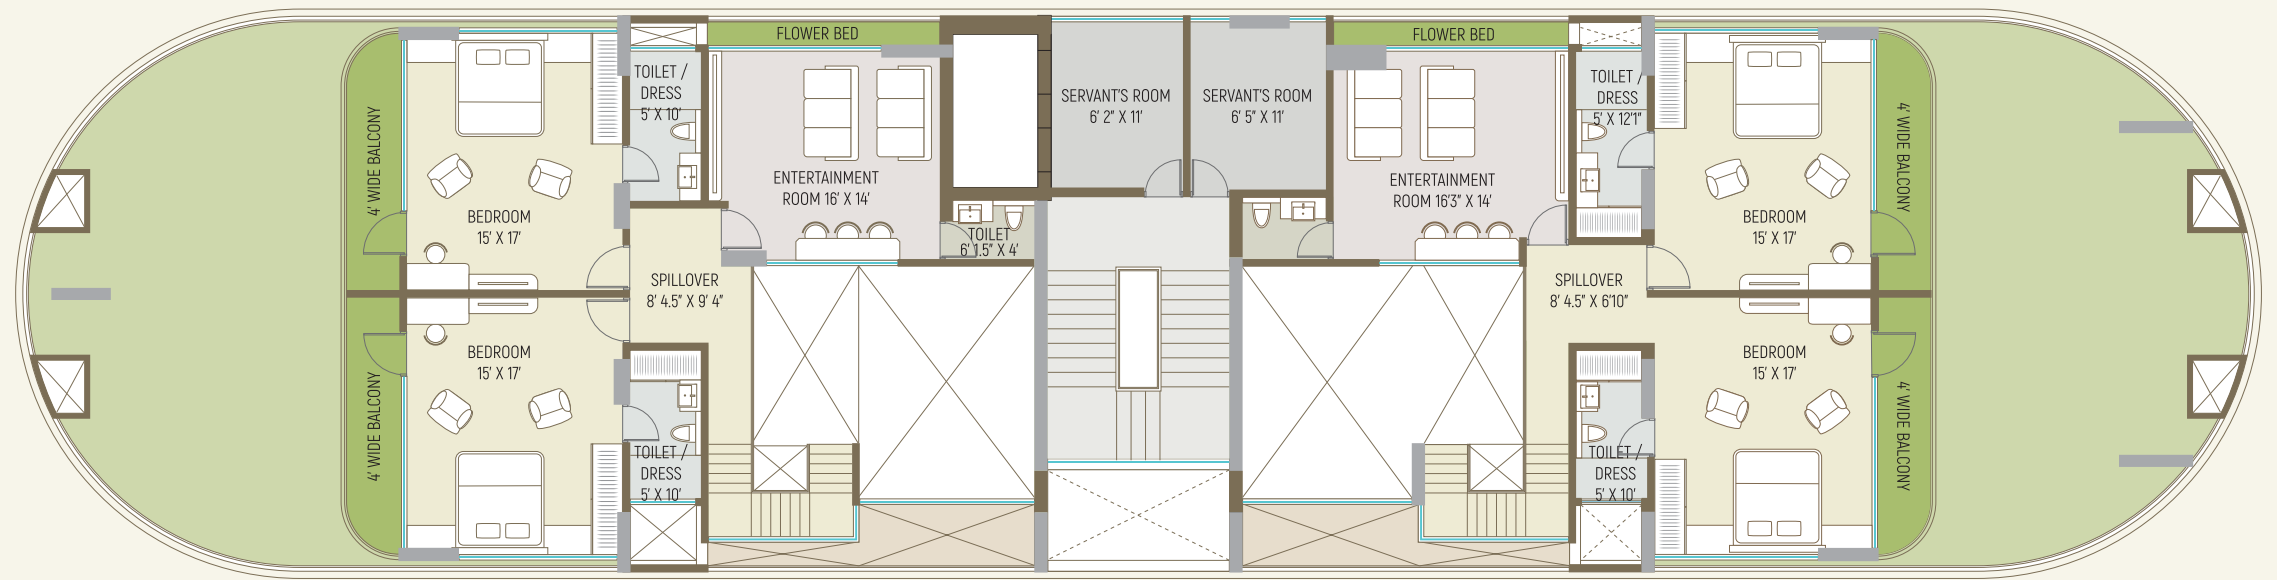 FLOWER BED
FLOWER BED
TOILET /
DRESS
5' X 10'
SERVANT'S ROOM
6' 2" X 11'
SERVANT'S ROOM
6' 5" X 11'
TOILET /
DRESS
5' X 12'1"
4' WIDE BALCONY
4' WIDE BALCONY
ENTERTAINMENT
ROOM 16' X 14'
ENTERTAINMENT
ROOM 16'3" X 14'
BEDROOM
15' X 17'
TOILET
6' 1.5" X 4'
BEDROOM
15' X 17'
SPILLOVER
8' 4.5" X 9' 4"
SPILLOVER
8' 4.5" X 6'10"
BEDROOM
15' X 17'
BEDROOM
15' X 17'
4' WIDE BALCONY
4' WIDE BALCONY
TOILET /
DRESS
5' X 10'
TOILET /
DRESS
5' X 10'